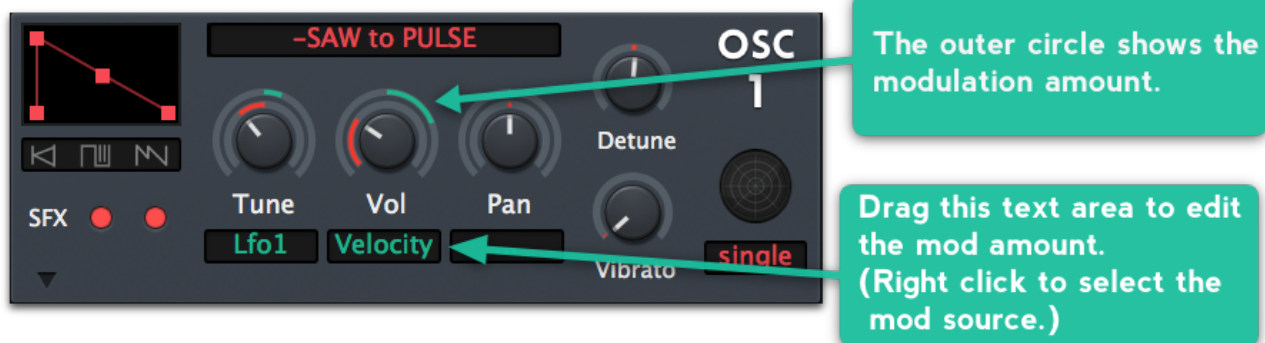 -SAW to PULSE
OSC
1
The outer circle shows the
modulation amount.
Detune
Tune
Vol
Pan
SFX
Lfo1
Velocity
Vibrato
single
Drag this text area to edit
the mod amount.
(Right click to select the
mod source.)